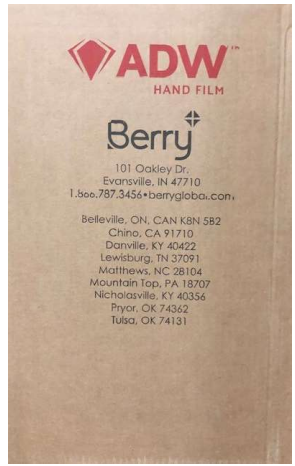 ADW™
HAND FILM
Berry
101 Oakley Dr.
Evansville, IN 47710
1.866.787.3456•berryglobal.com
Belleville, ON, CAN K8N 5B2
Chino, CA 91710
Danville, KY 40422
Lewisburg, TN 37091
Matthews, NC 28104
Mountain Top, PA 18707
Nicholasville, KY 40356
Pryor, OK 74362
Tulsa, OK 74131